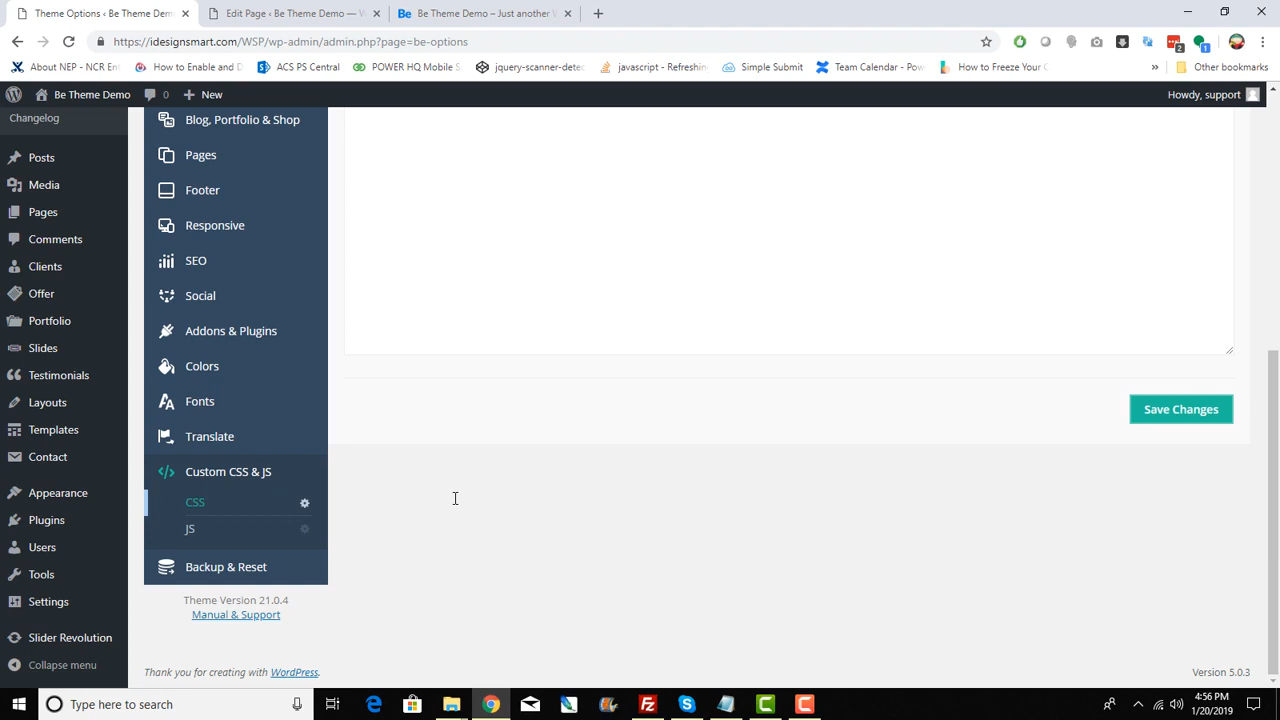 Theme Options ‹ Be Theme Dem
Edit Page ‹ Be Theme Demo — W
Be Be Theme Demo – Just another V
https://idesignsmart.com/WSP/wp-admin/admin.php?page=be-options
2
1
About NEP - NCR Ent
How to Enable and D
ACS PS Central
POWER HQ Mobile S
jquery-scanner-detec
javascript - Refreshing
Simple Submit
Team Calendar - Pow
How to Freeze Your C
»
Other bookmarks
Be Theme Demo
0
New
Howdy, support
Changelog
Posts
Media
Pages
Comments
Clients
Offer
Portfolio
Slides
Testimonials
Layouts
Templates
Contact
Appearance
Plugins
Users
Tools
Settings
Slider Revolution
Collapse menu
Blog, Portfolio & Shop
Pages
Footer
Responsive
SEO
Social
Addons & Plugins
Colors
Fonts
Translate
Custom CSS & JS
CSS
JS
Backup & Reset
Theme Version 21.0.4
Manual & Support
Save Changes
Thank you for creating with WordPress.
Version 5.0.3
Type here to search
4:56 PM
1/20/2019